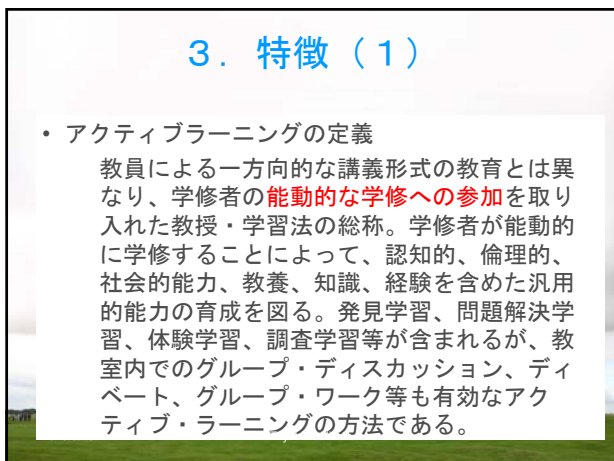 ３．特徴（１）
• アクティブラーニングの定義
教員による一方向的な講義形式の教育とは異
なり、学修者の能動的な学修への参加を取り
入れた教授・学習法の総称。学修者が能動的
に学修することによって、認知的、倫理的、
社会的能力、教養、知識、経験を含めた汎用
的能力の育成を図る。発見学習、問題解決学
習、体験学習、調査学習等が含まれるが、教
室内でのグループ・ディスカッション、ディ
ベート、グループ・ワーク等も有効なアク
ティブ・ラーニングの方法である。